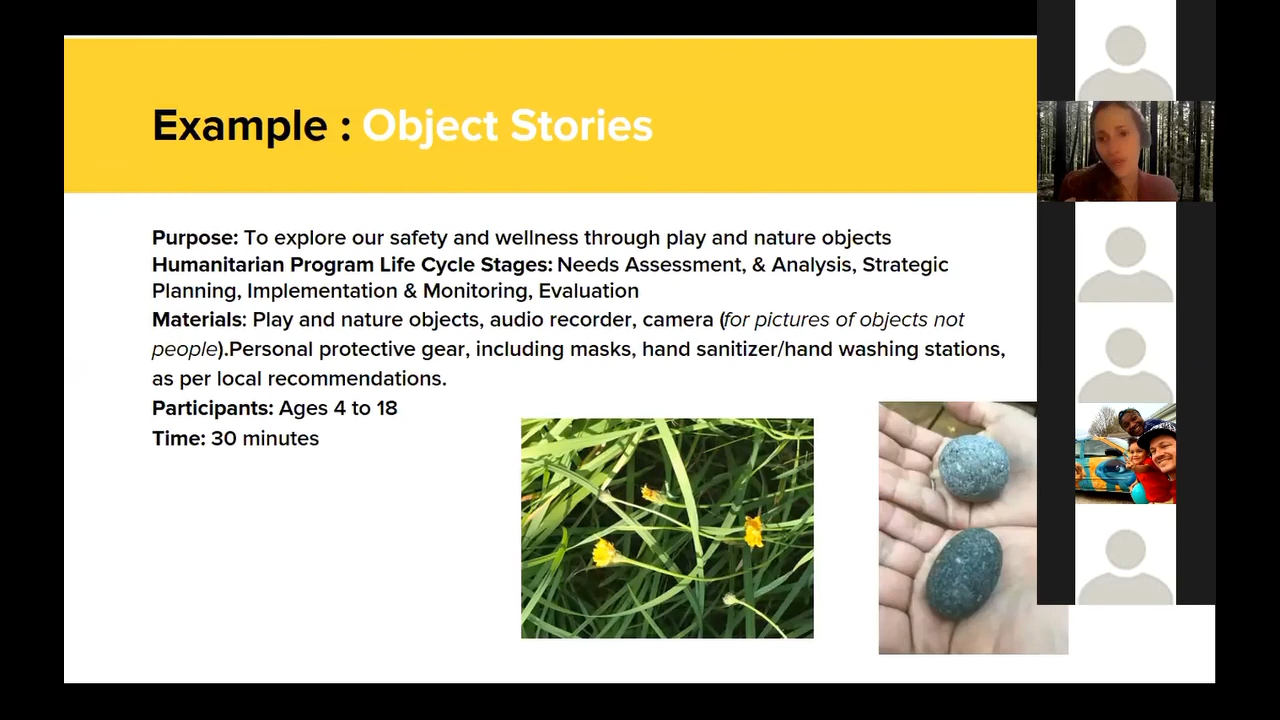 Example : Object Stories
Purpose: To explore our safety and wellness through play and nature objects
Humanitarian Program Life Cycle Stages: Needs Assessment, & Analysis, Strategic
Planning, Implementation & Monitoring, Evaluation
Materials: Play and nature objects, audio recorder, camera (for pictures of objects not
people).Personal protective gear, including masks, hand sanitizer/hand washing stations,
as per local recommendations.
Participants: Ages 4 to 18
Time: 30 minutes